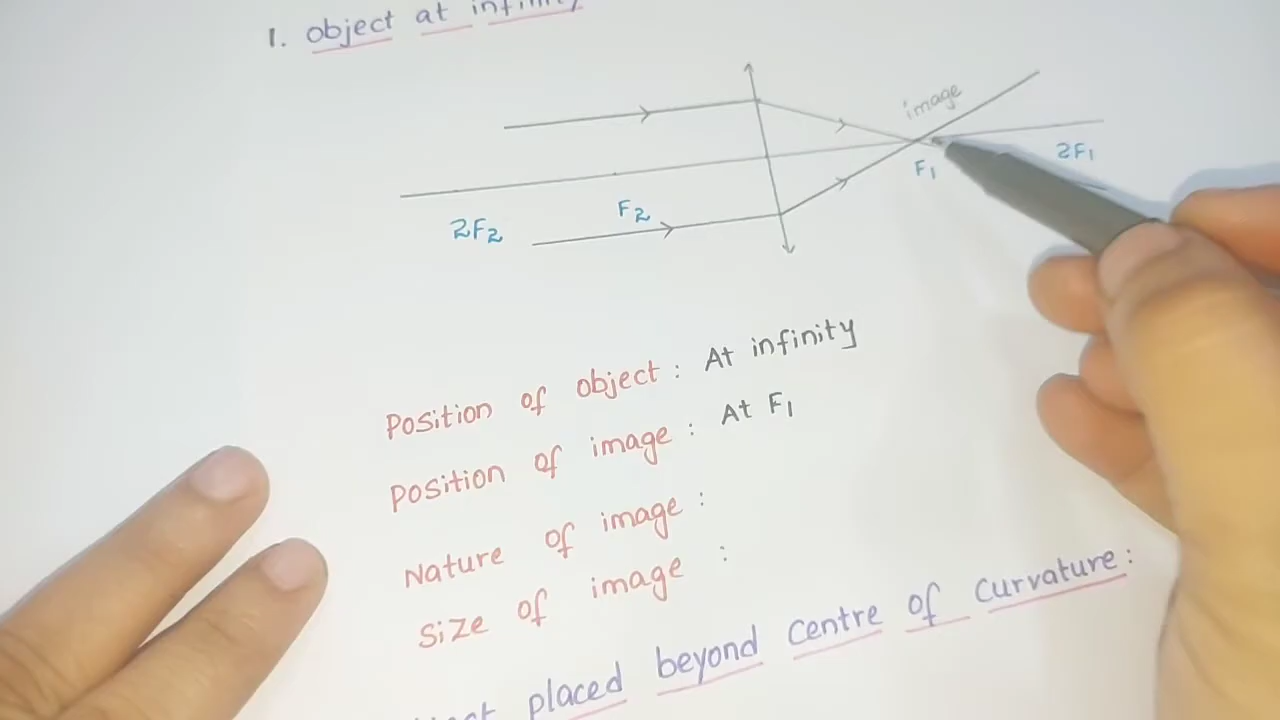 1. object at infinity
image
2F1
F1
F2
2F2
Position of object : At infinity
Position of image : At F1
Nature of image :
Size of image :
placed beyond centre of curvature :